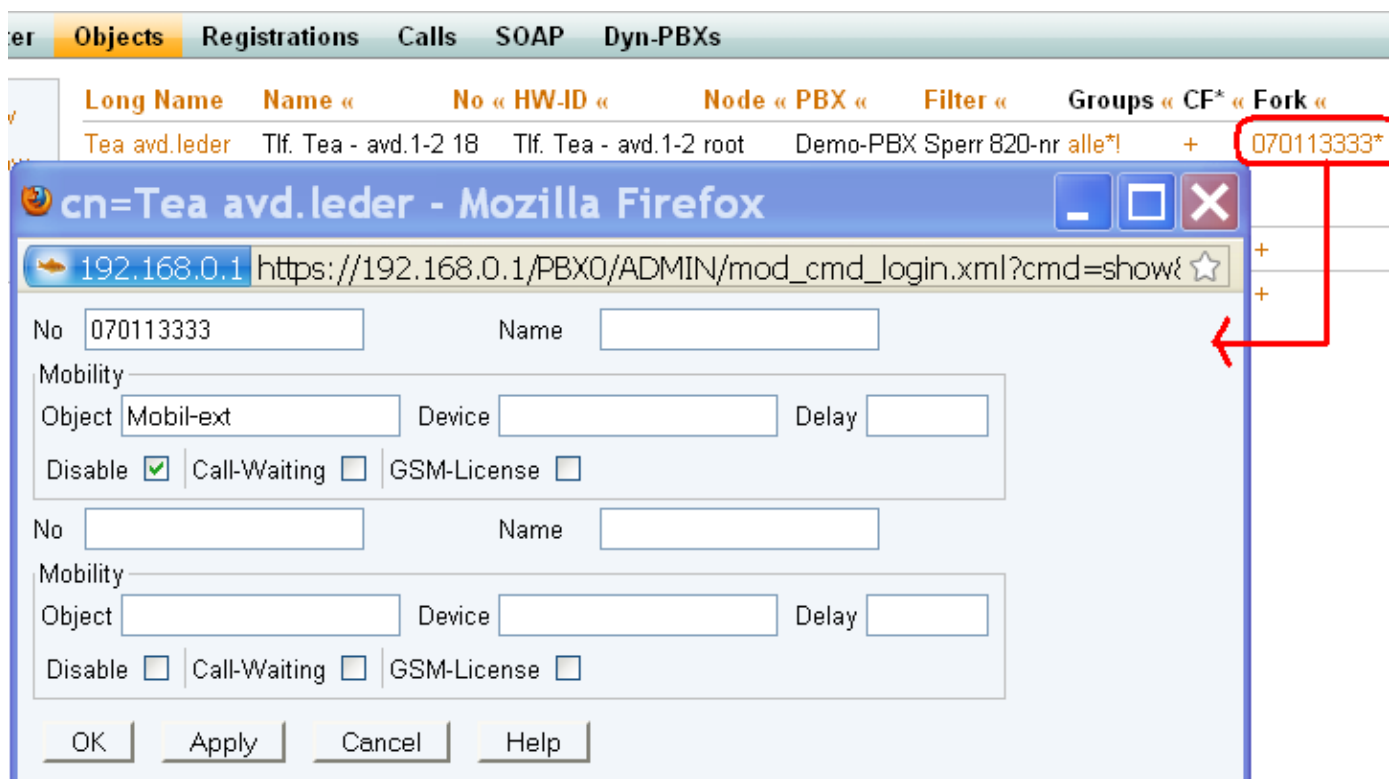 er Objects Registrations Calls SOAP Dyn-PBXs
Long Name Name « No « HW-ID « Node « PBX « Filter « Groups « CF* « Fork «
Tea avd.leder Tlf. Tea - avd.1-2 18 Tlf. Tea - avd.1-2 root Demo-PBX Sperr 820-nr alle*! + 070113333*
cn=Tea avd.leder - Mozilla Firefox
192.168.0.1 https://192.168.0.1/PBX0/ADMIN/mod_cmd_login.xml?cmd=show&
+
+
No 070113333 Name
Mobility
Object Mobil-ext Device Delay
Disable Call-Waiting GSM-License
No Name
Mobility
Object Device Delay
Disable Call-Waiting GSM-License
OK Apply Cancel Help